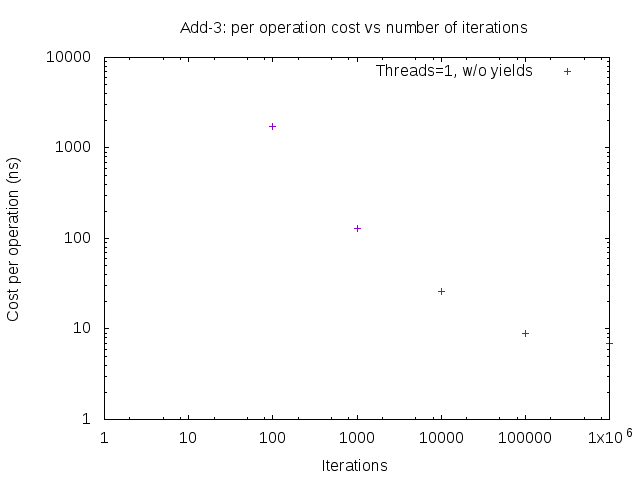 Add-3: per operation cost vs number of iterations
10000
Threads=1, w/o yields
1000
100
10
1
Cost per operation (ns)
1 10 100 1000 10000 100000 1x10^6
Iterations